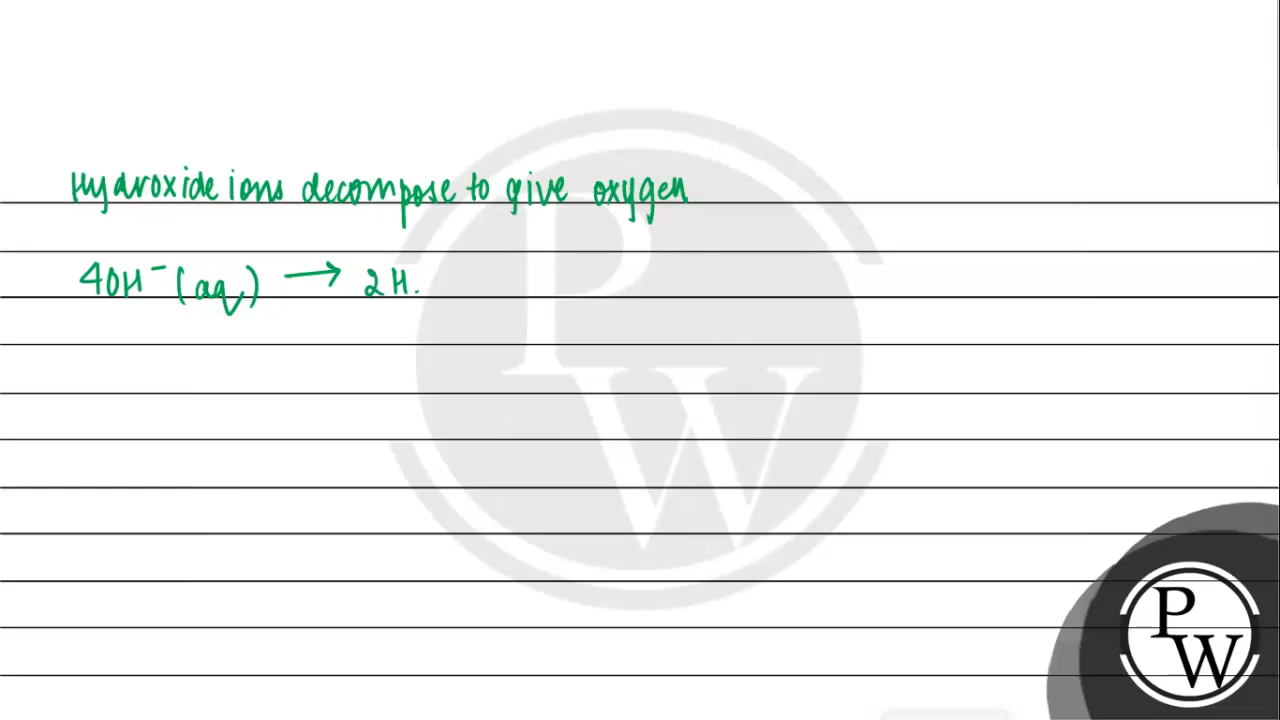 Hydroxide ions decompose to give oxygen
4OH⁻ (aq) → 2H.
P
W
P
W